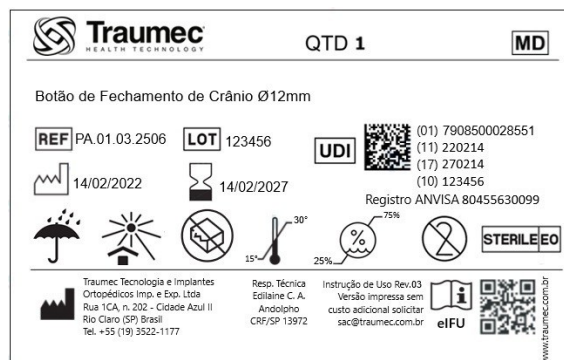 Traumec
HEALTH TECHNOLOGY
QTD 1
MD
Botão de Fechamento de Crânio Ø12mm
REF PA.01.03.2506
LOT 123456
UDI
(01) 7908500028551
(11) 220214
(17) 270214
(10) 123456
14/02/2022
14/02/2027
Registro ANVISA 80455630099
15°
30°
25%
%
75%
2
STERILE EO
Traumec Tecnologia e Implantes
Ortopédicos Imp. e Exp. Ltda
Rua 1CA, n. 202 - Cidade Azul II
Rio Claro (SP) Brasil
Tel. +55 (19) 3522-1177
Resp. Técnica
Edilaine C. A.
Andolpho
CRF/SP 13972
Instrução de Uso Rev.03
Versão impressa sem
custo adicional solicitar
sac@traumec.com.br
i
eIFU
www.traumec.com.br